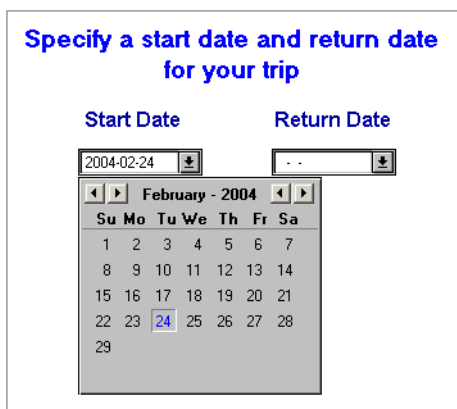 Specify a start date and return date
for your trip
Start Date Return Date
2004-02-24 - -
February - 2004
Su Mo Tu We Th Fr Sa
1 2 3 4 5 6 7
8 9 10 11 12 13 14
15 16 17 18 19 20 21
22 23 24 25 26 27 28
29